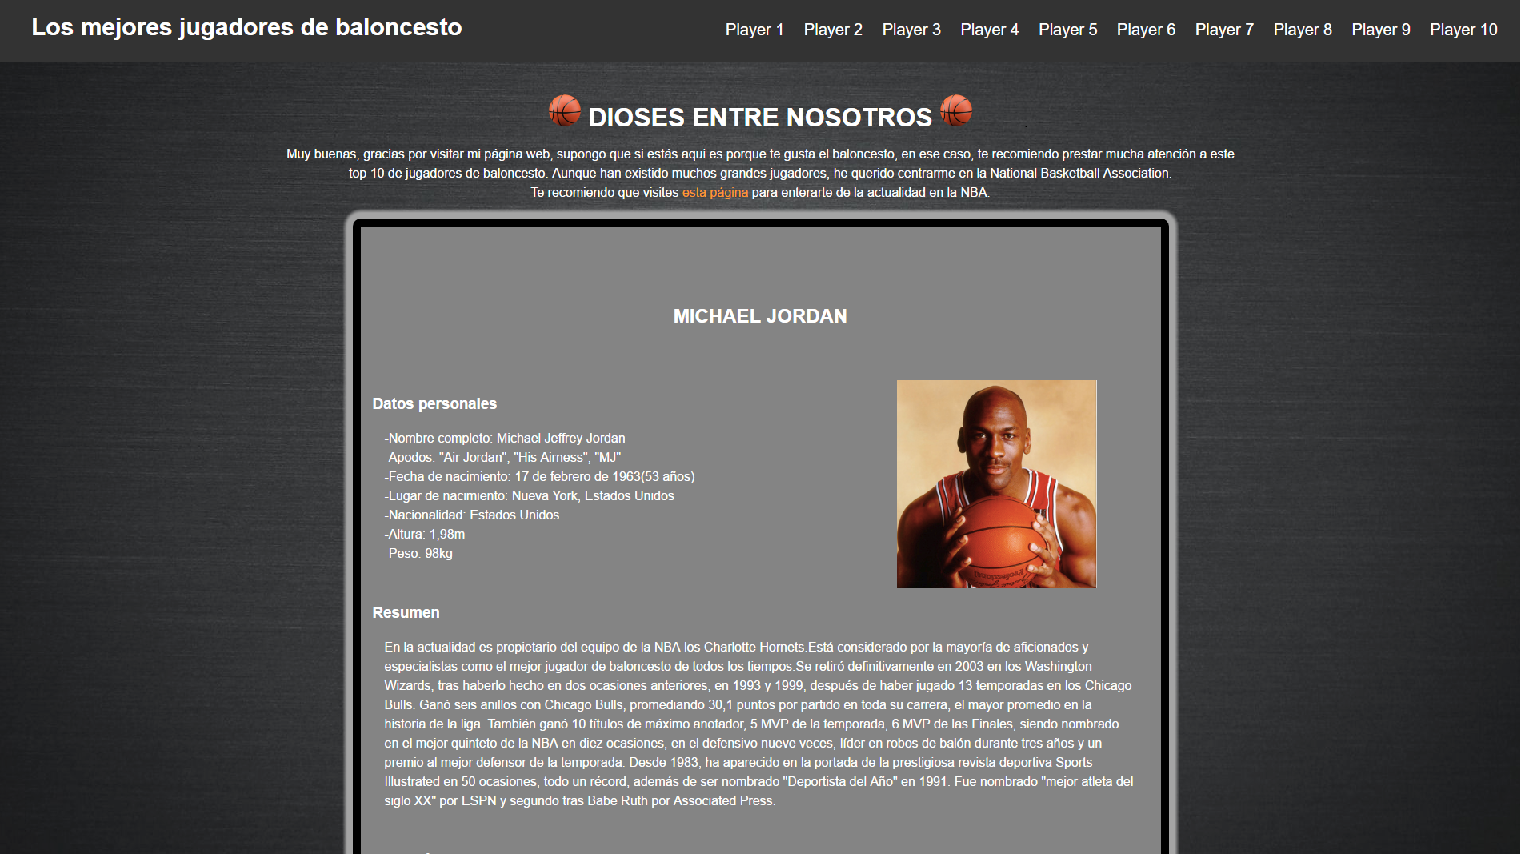 Los mejores jugadores de baloncesto
Player 1 Player 2 Player 3 Player 4 Player 5 Player 6 Player 7 Player 8 Player 9 Player 10
DIOSES ENTRE NOSOTROS
Muy buenas, gracias por visitar mi página web, supongo que si estás aquí es porque te gusta el baloncesto, en ese caso, te recomiendo prestar mucha atención a este
top 10 de jugadores de baloncesto. Aunque han existido muchos grandes jugadores, he querido centrarme en la National Basketball Association.
Te recomiendo que visites esta página para enterarte de la actualidad en la NBA.
MICHAEL JORDAN
Datos personales
-Nombre completo: Michael Jeffrey Jordan
-Apodos: "Air Jordan", "His Airness", "MJ"
-Fecha de nacimiento: 17 de febrero de 1963(53 años)
-Lugar de nacimiento: Nueva York, Estados Unidos
-Nacionalidad: Estados Unidos
-Altura: 1,98m
-Peso: 98kg
Resumen
En la actualidad es propietario del equipo de la NBA los Charlotte Hornets.Está considerado por la mayoría de aficionados y
especialistas como el mejor jugador de baloncesto de todos los tiempos.Se retiró definitivamente en 2003 en los Washington
Wizards, tras haberlo hecho en dos ocasiones anteriores, en 1993 y 1999, después de haber jugado 13 temporadas en los Chicago
Bulls. Ganó seis anillos con Chicago Bulls, promediando 30,1 puntos por partido en toda su carrera, el mayor promedio en la
historia de la liga. También ganó 10 títulos de máximo anotador, 5 MVP de la temporada, 6 MVP de las Finales, siendo nombrado
en el mejor quinteto de la NBA en diez ocasiones, en el defensivo nueve veces, líder en robos de balón durante tres años y un
premio al mejor defensor de la temporada. Desde 1983, ha aparecido en la portada de la prestigiosa revista deportiva Sports
Illustrated en 50 ocasiones, todo un récord, además de ser nombrado "Deportista del Año" en 1991. Fue nombrado "mejor atleta del
siglo XX" por ESPN y segundo tras Babe Ruth por Associated Press.